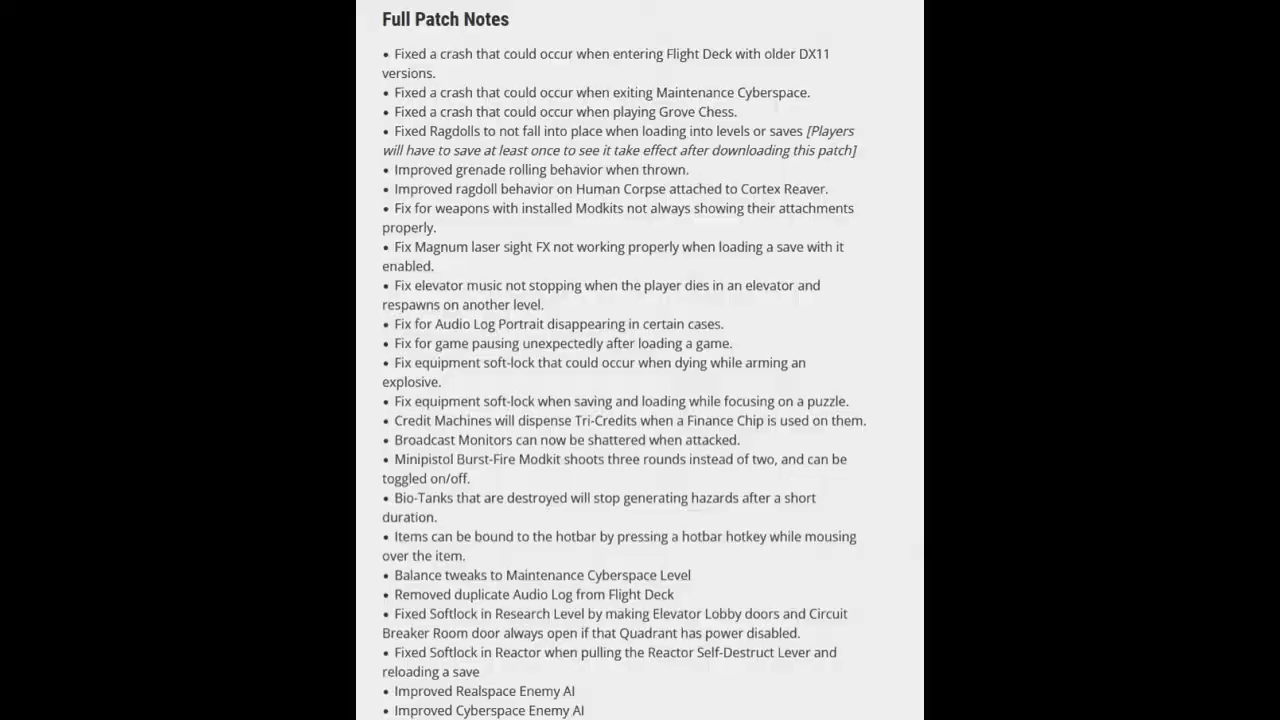 Full Patch Notes
• Fixed a crash that could occur when entering Flight Deck with older DX11
versions.
• Fixed a crash that could occur when exiting Maintenance Cyberspace.
• Fixed a crash that could occur when playing Grove Chess.
• Fixed Ragdolls to not fall into place when loading into levels or saves [Players
will have to save at least once to see it take effect after downloading this patch]
• Improved grenade rolling behavior when thrown.
• Improved ragdoll behavior on Human Corpse attached to Cortex Reaver.
• Fix for weapons with installed Modkits not always showing their attachments
properly.
• Fix Magnum laser sight FX not working properly when loading a save with it
enabled.
• Fix elevator music not stopping when the player dies in an elevator and
respawns on another level.
• Fix for Audio Log Portrait disappearing in certain cases.
• Fix for game pausing unexpectedly after loading a game.
• Fix equipment soft-lock that could occur when dying while arming an
explosive.
• Fix equipment soft-lock when saving and loading while focusing on a puzzle.
• Credit Machines will dispense Tri-Credits when a Finance Chip is used on them.
• Broadcast Monitors can now be shattered when attacked.
• Minipistol Burst-Fire Modkit shoots three rounds instead of two, and can be
toggled on/off.
• Bio-Tanks that are destroyed will stop generating hazards after a short
duration.
• Items can be bound to the hotbar by pressing a hotbar hotkey while mousing
over the item.
• Balance tweaks to Maintenance Cyberspace Level
• Removed duplicate Audio Log from Flight Deck
• Fixed Softlock in Research Level by making Elevator Lobby doors and Circuit
Breaker Room door always open if that Quadrant has power disabled.
• Fixed Softlock in Reactor when pulling the Reactor Self-Destruct Lever and
reloading a save
• Improved Realspace Enemy AI
• Improved Cyberspace Enemy AI